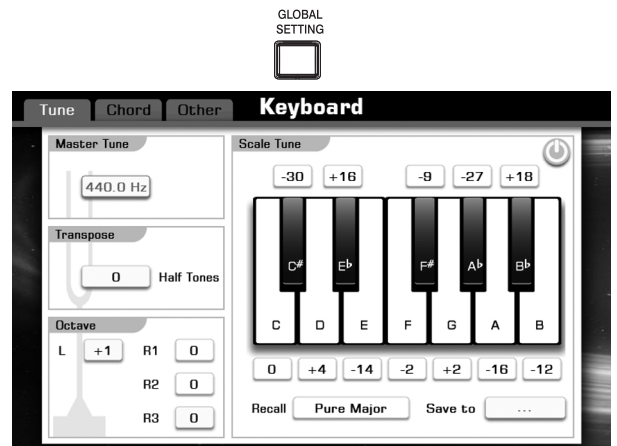 GLOBAL
SETTING
Tune Chord Other Keyboard
Master Tune
440.0 Hz
Transpose
0 Half Tones
Octave
L +1 R1 0
R2 0
R3 0
Scale Tune
-30 +16 -9 -27 +18
C# E♭ F# A♭ B♭
C D E F G A B
0 +4 -14 -2 +2 -16 -12
Recall Pure Major Save to ...